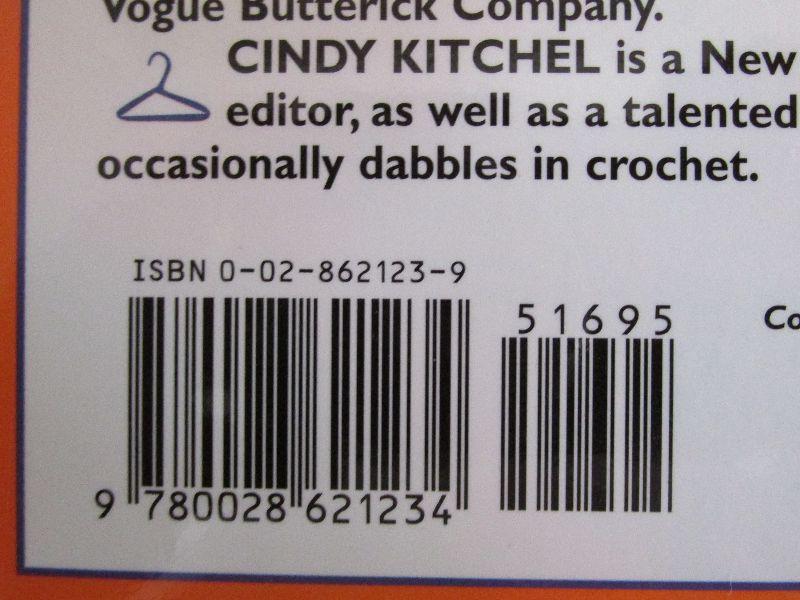 Vogue Butterick Company.
CINDY KITCHEL is a New
editor, as well as a talented
occasionally dabbles in crochet.
ISBN 0-02-862123-9
51695
Co
9 780028 621234